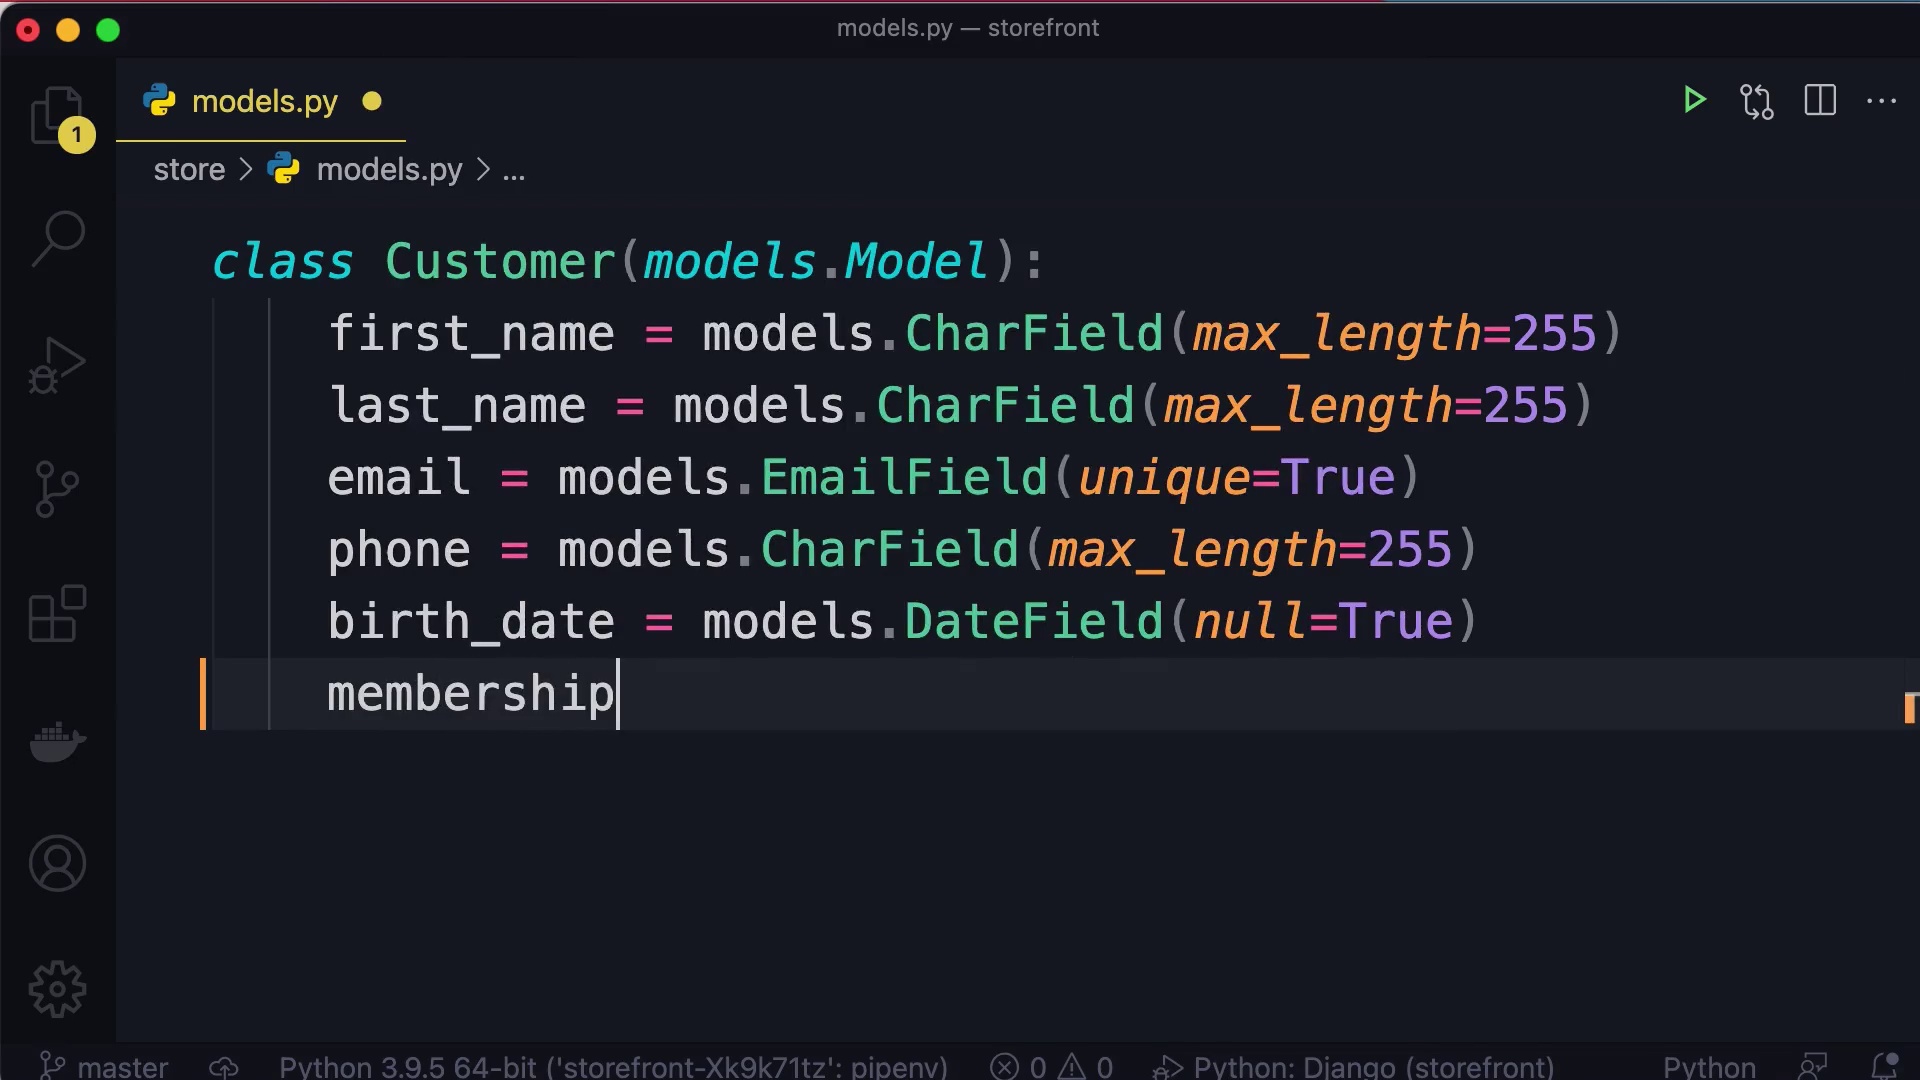 models.py — storefront
models.py
1
store > models.py > ...
class Customer(models.Model):
first_name = models.CharField(max_length=255)
last_name = models.CharField(max_length=255)
email = models.EmailField(unique=True)
phone = models.CharField(max_length=255)
birth_date = models.DateField(null=True)
membership
master Python 3.9.5 64-bit ('storefront-Xk9k71tz': pipenv) 0 0 Python: Django (storefront) Python